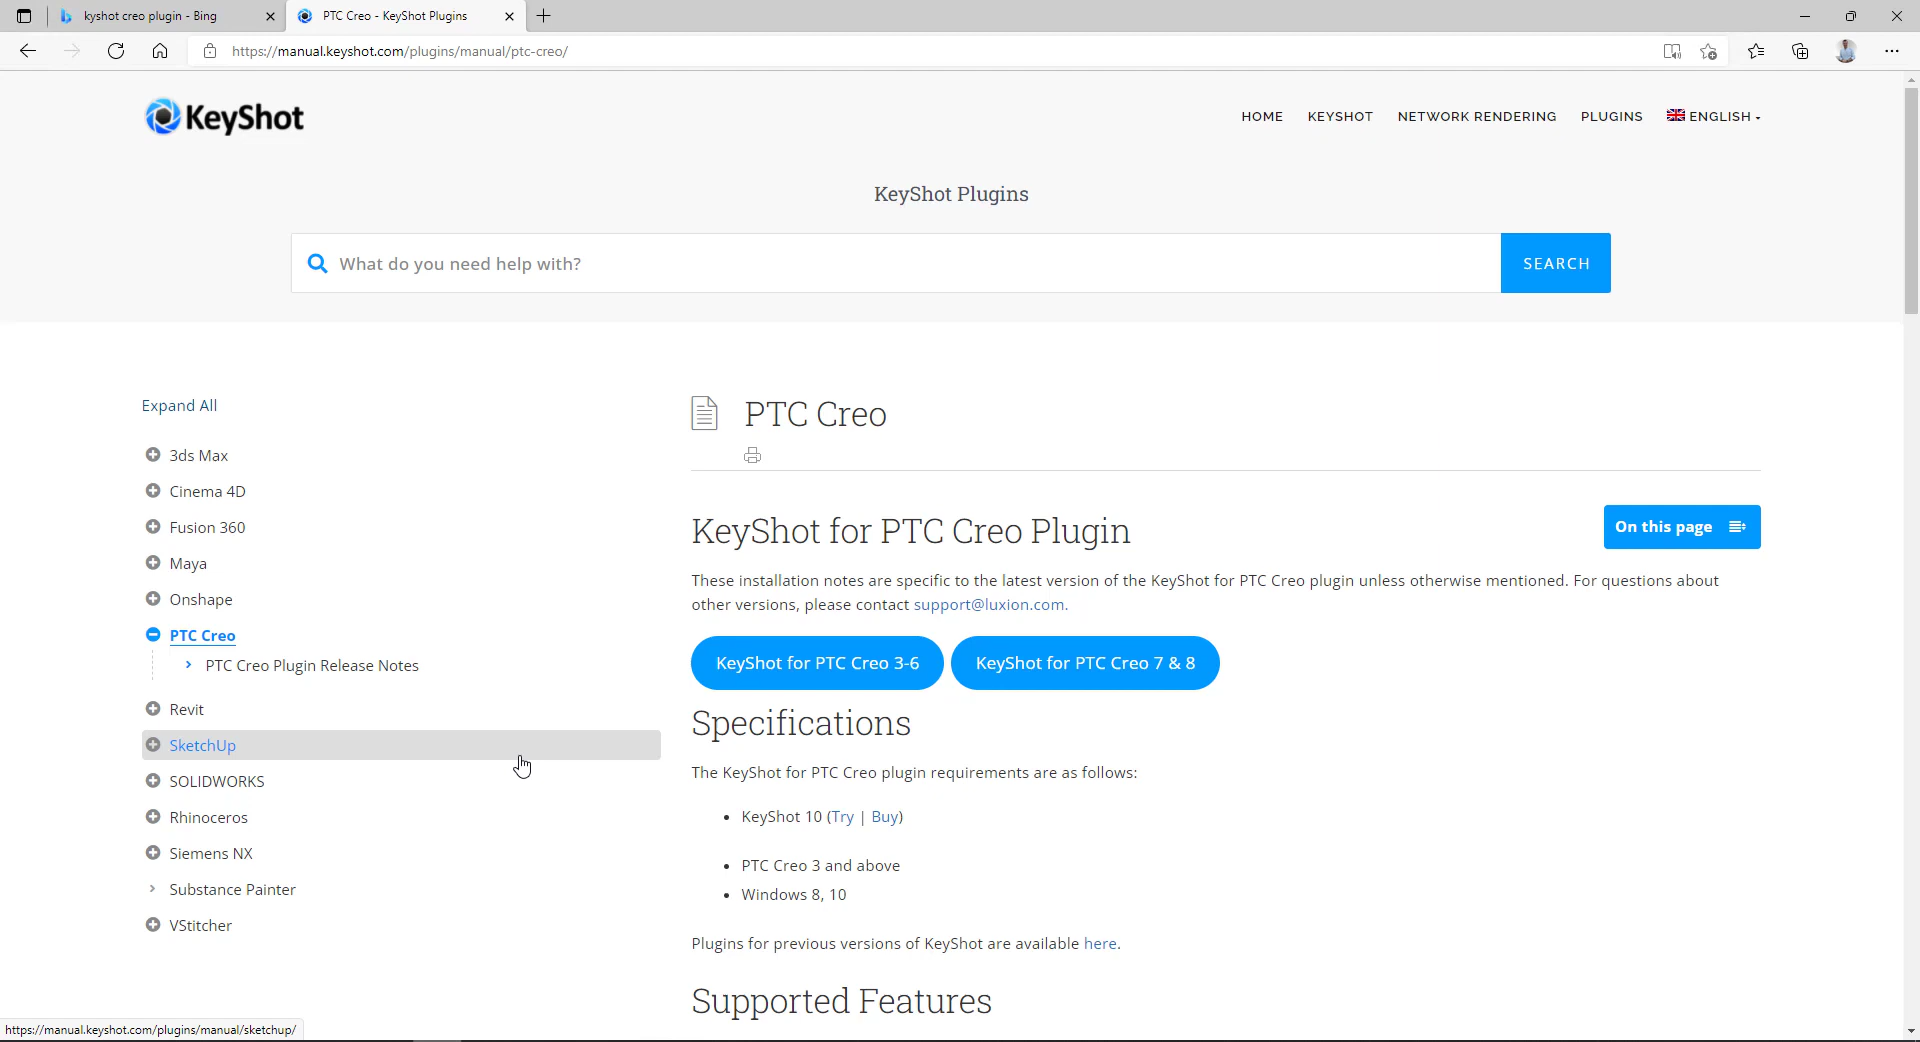 kyshot creo plugin - Bing
PTC Creo - KeyShot Plugins
https://manual.keyshot.com/plugins/manual/ptc-creo/
KeyShot
HOME KEYSHOT NETWORK RENDERING PLUGINS ENGLISH
KeyShot Plugins
What do you need help with?
SEARCH
Expand All
3ds Max
Cinema 4D
Fusion 360
Maya
Onshape
PTC Creo
PTC Creo Plugin Release Notes
Revit
SketchUp
SOLIDWORKS
Rhinoceros
Siemens NX
Substance Painter
VStitcher
PTC Creo
KeyShot for PTC Creo Plugin
On this page
These installation notes are specific to the latest version of the KeyShot for PTC Creo plugin unless otherwise mentioned. For questions about
other versions, please contact support@luxion.com.
KeyShot for PTC Creo 3-6
KeyShot for PTC Creo 7 & 8
Specifications
The KeyShot for PTC Creo plugin requirements are as follows:
• KeyShot 10 (Try | Buy)
• PTC Creo 3 and above
• Windows 8, 10
Plugins for previous versions of KeyShot are available here.
Supported Features
https://manual.keyshot.com/plugins/manual/sketchup/